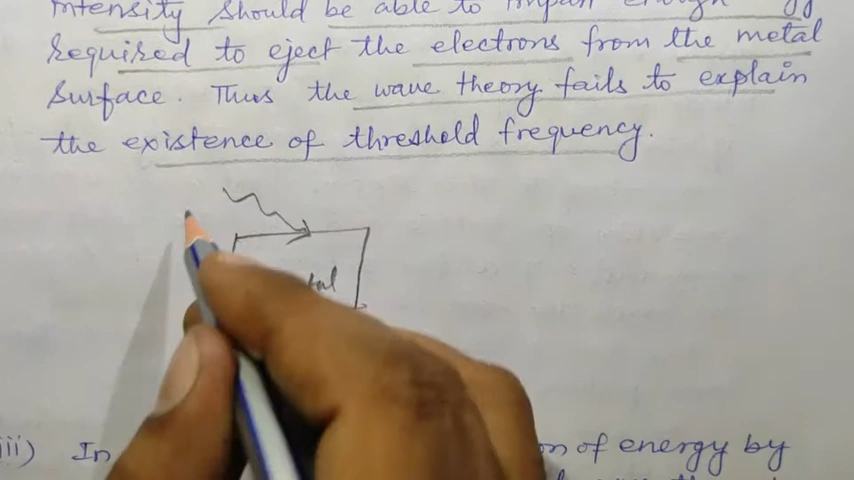 intensity should be able to
required to eject the electrons from the metal
surface. Thus the wave theory fails to explain
the existence of threshold frequency.
iii) In of energy by